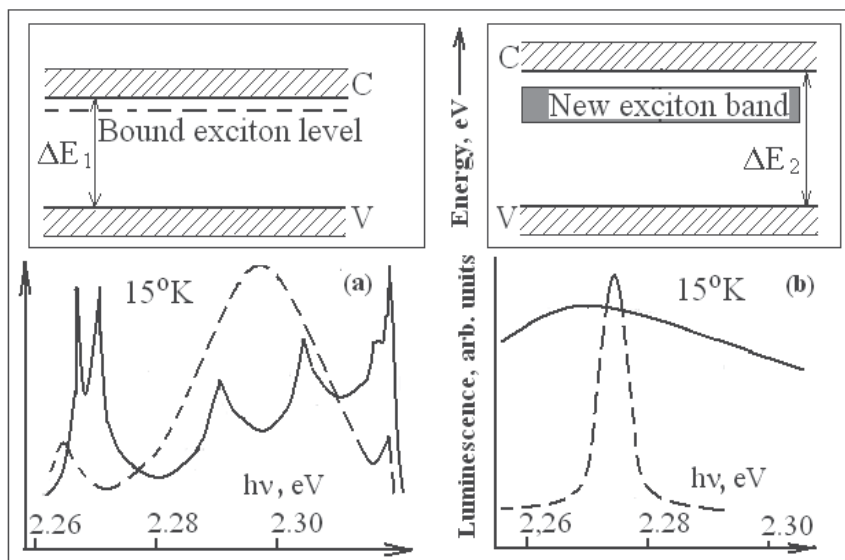 C
Bound exciton level
ΔE₁
V
Energy, eV
C
New exciton band
ΔE₂
V
15°K
(a)
hν, eV
2.26 2.28 2.30
Luminescence, arb. units
15°K
(b)
hν, eV
2,26 2.28 2.30